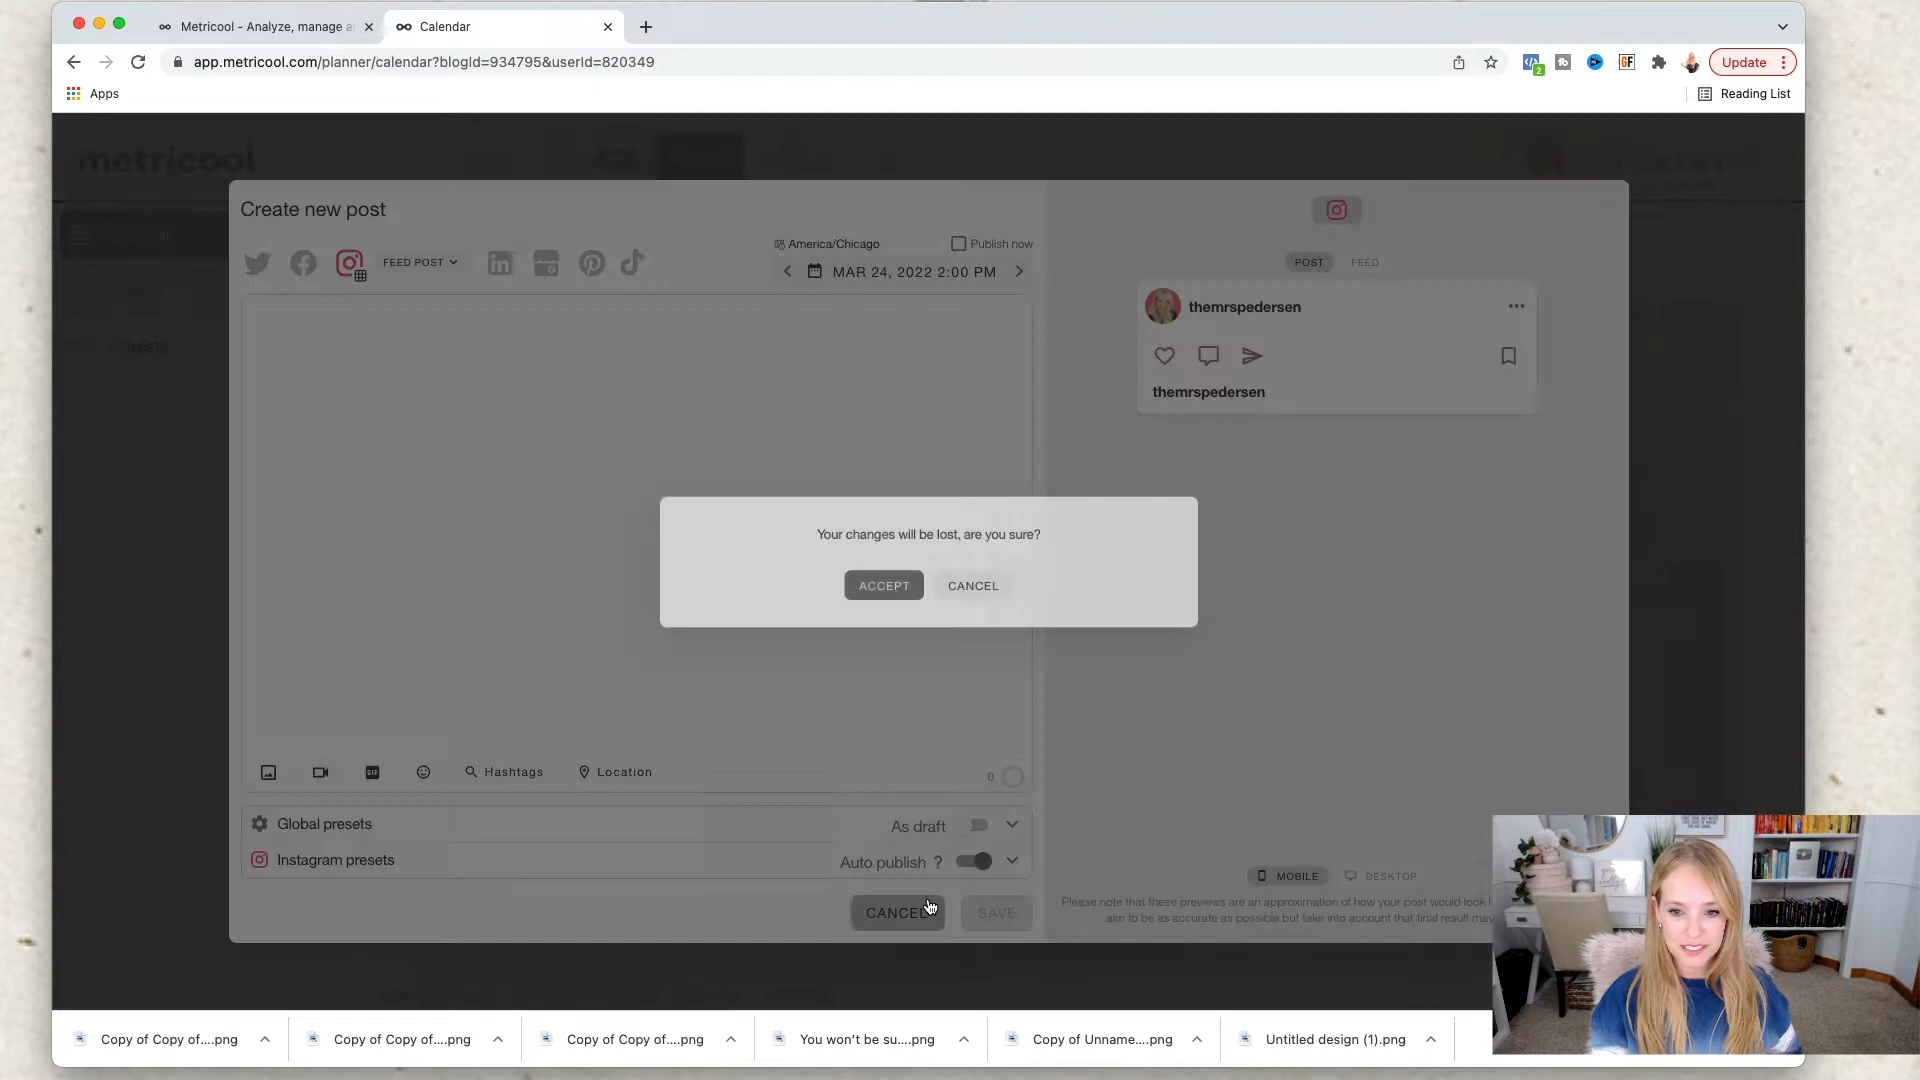 Metricool - Analyze, manage a
Calendar
app.metricool.com/planner/calendar?blogId=934795&userId=820349
2
tb
GF
Update
Apps
Reading List
metricool
Create new post
FEED POST
America/Chicago
Publish now
MAR 24, 2022 2:00 PM
POST
FEED
themrspedersen
themrspedersen
Your changes will be lost, are you sure?
ACCEPT
CANCEL
GIF
Hashtags
Location
0
Global presets
As draft
Instagram presets
Auto publish ?
CANCEL
SAVE
MOBILE
DESKTOP
Please note that these previews are an approximation of how your post would look
aim to be as accurate as possible but take into account that final result may
Copy of Copy of....png
Copy of Copy of....png
Copy of Copy of....png
You won't be su....png
Copy of Unname....png
Untitled design (1).png